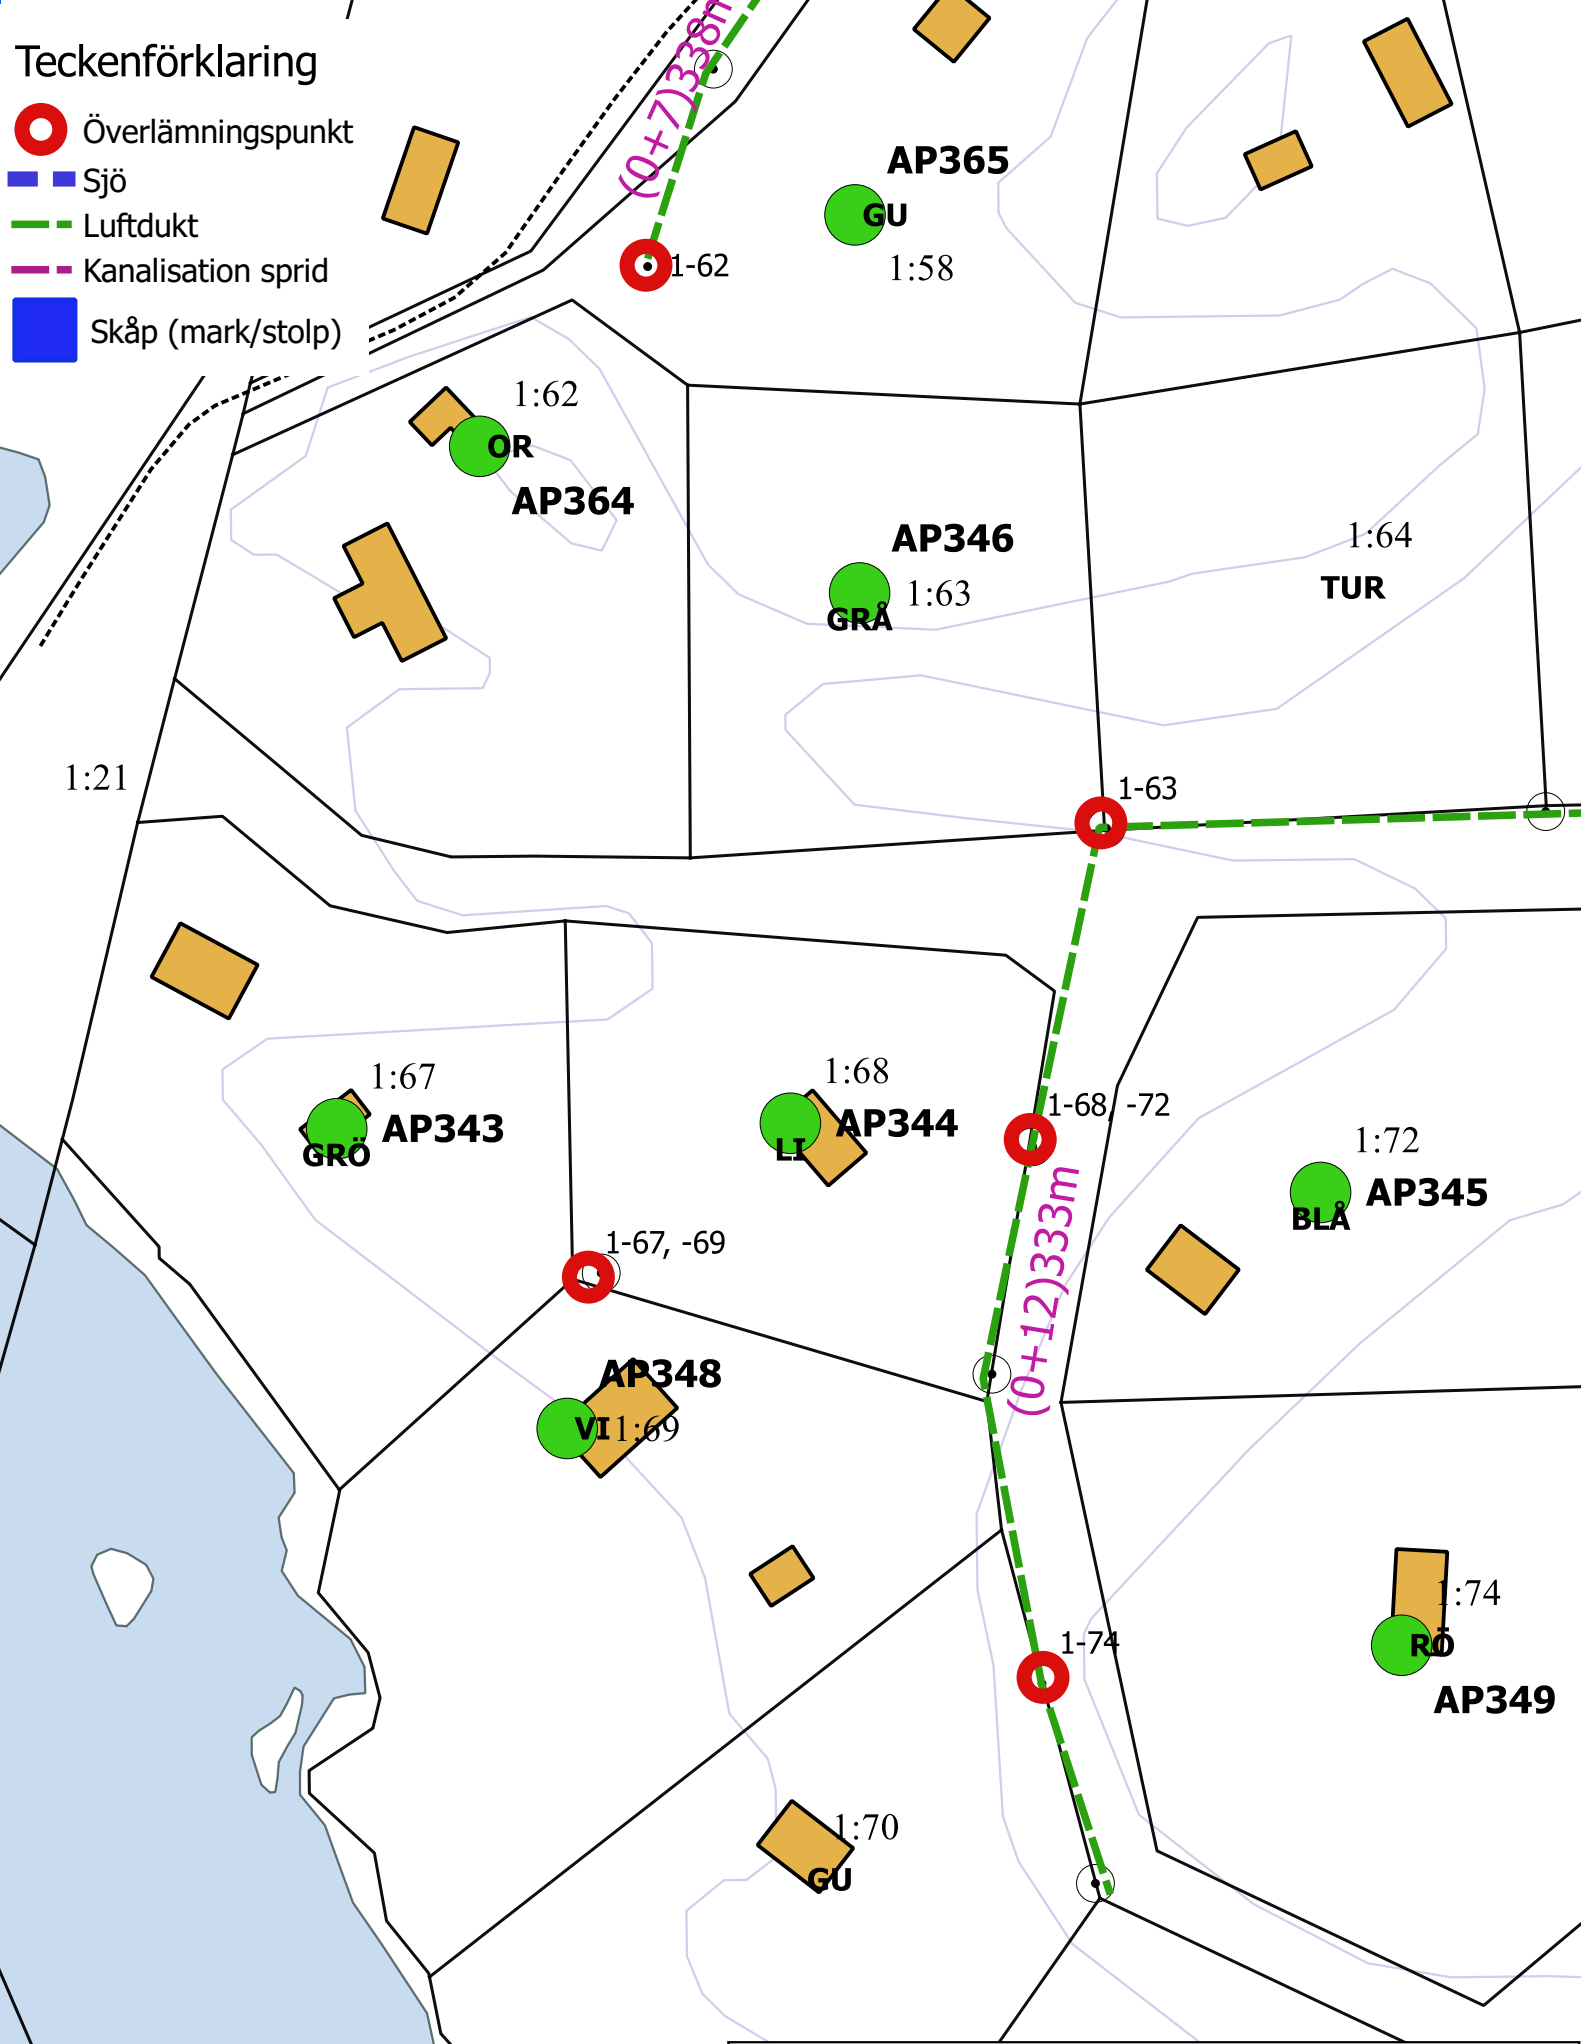 Teckenförklaring
Överlämningspunkt
Sjö
Luftdukt
Kanalisation sprid
Skåp (mark/stolp)
(0+7)338m
AP365
GU
1:58
1-62
1:62
OR
AP364
AP346
1:63
GRÅ
1:64
TUR
1:21
1-63
1:67
AP343
GRÖ
1:68
AP344
LI
1-68, -72
1:72
AP345
BLÅ
1-67, -69
(0+12)333m
AP348
VI
1:69
1:74
RÖ
AP349
1-74
1:70
GU